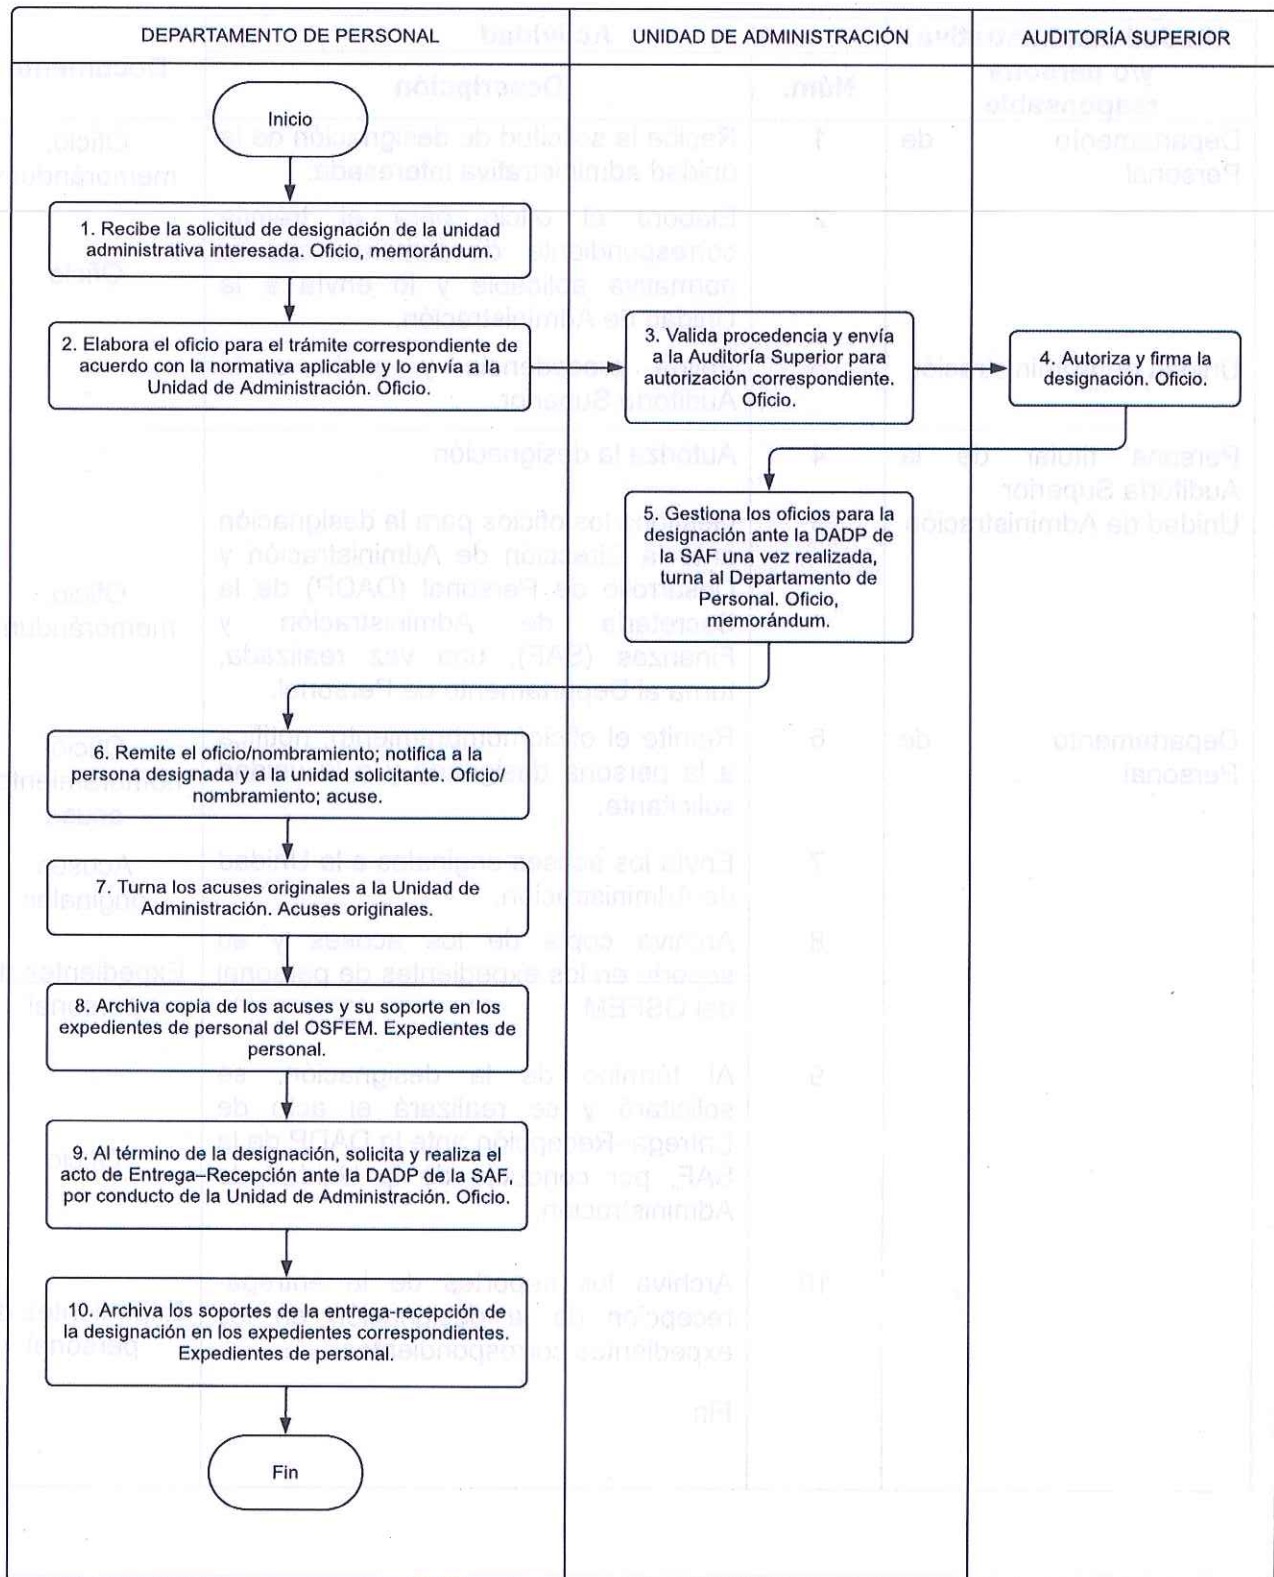 DEPARTAMENTO DE PERSONAL
UNIDAD DE ADMINISTRACIÓN
AUDITORÍA SUPERIOR
Inicio
1. Recibe la solicitud de designación de la unidad
administrativa interesada. Oficio, memorándum.
2. Elabora el oficio para el trámite correspondiente de
acuerdo con la normativa aplicable y lo envía a la
Unidad de Administración. Oficio.
3. Valida procedencia y envía
a la Auditoría Superior para
autorización correspondiente.
Oficio.
4. Autoriza y firma la
designación. Oficio.
5. Gestiona los oficios para la
designación ante la DADP de
la SAF una vez realizada,
turna al Departamento de
Personal. Oficio,
memorándum.
6. Remite el oficio/nombramiento; notifica a la
persona designada y a la unidad solicitante. Oficio/
nombramiento; acuse.
7. Turna los acuses originales a la Unidad de
Administración. Acuses originales.
8. Archiva copia de los acuses y su soporte en los
expedientes de personal del OSFEM. Expedientes de
personal.
9. Al término de la designación, solicita y realiza el
acto de Entrega–Recepción ante la DADP de la SAF,
por conducto de la Unidad de Administración. Oficio.
10. Archiva los soportes de la entrega-recepción de
la designación en los expedientes correspondientes.
Expedientes de personal.
Fin